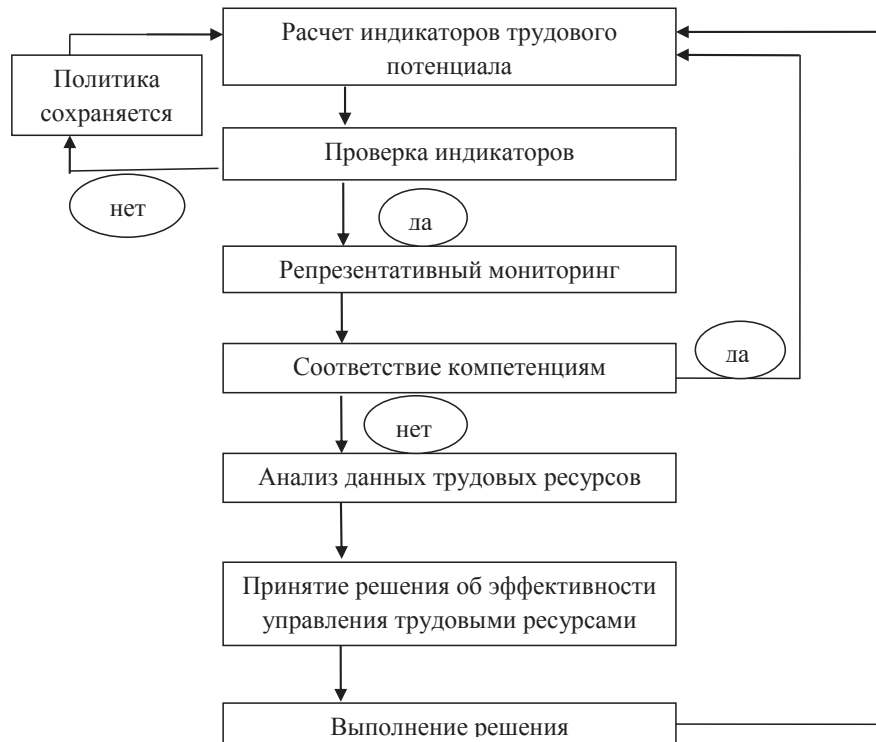 Расчет индикаторов трудового
потенциала
Политика
сохраняется
Проверка индикаторов
нет
да
Репрезентативный мониторинг
Соответствие компетенциям
да
нет
Анализ данных трудовых ресурсов
Принятие решения об эффективности
управления трудовыми ресурсами
Выполнение решения